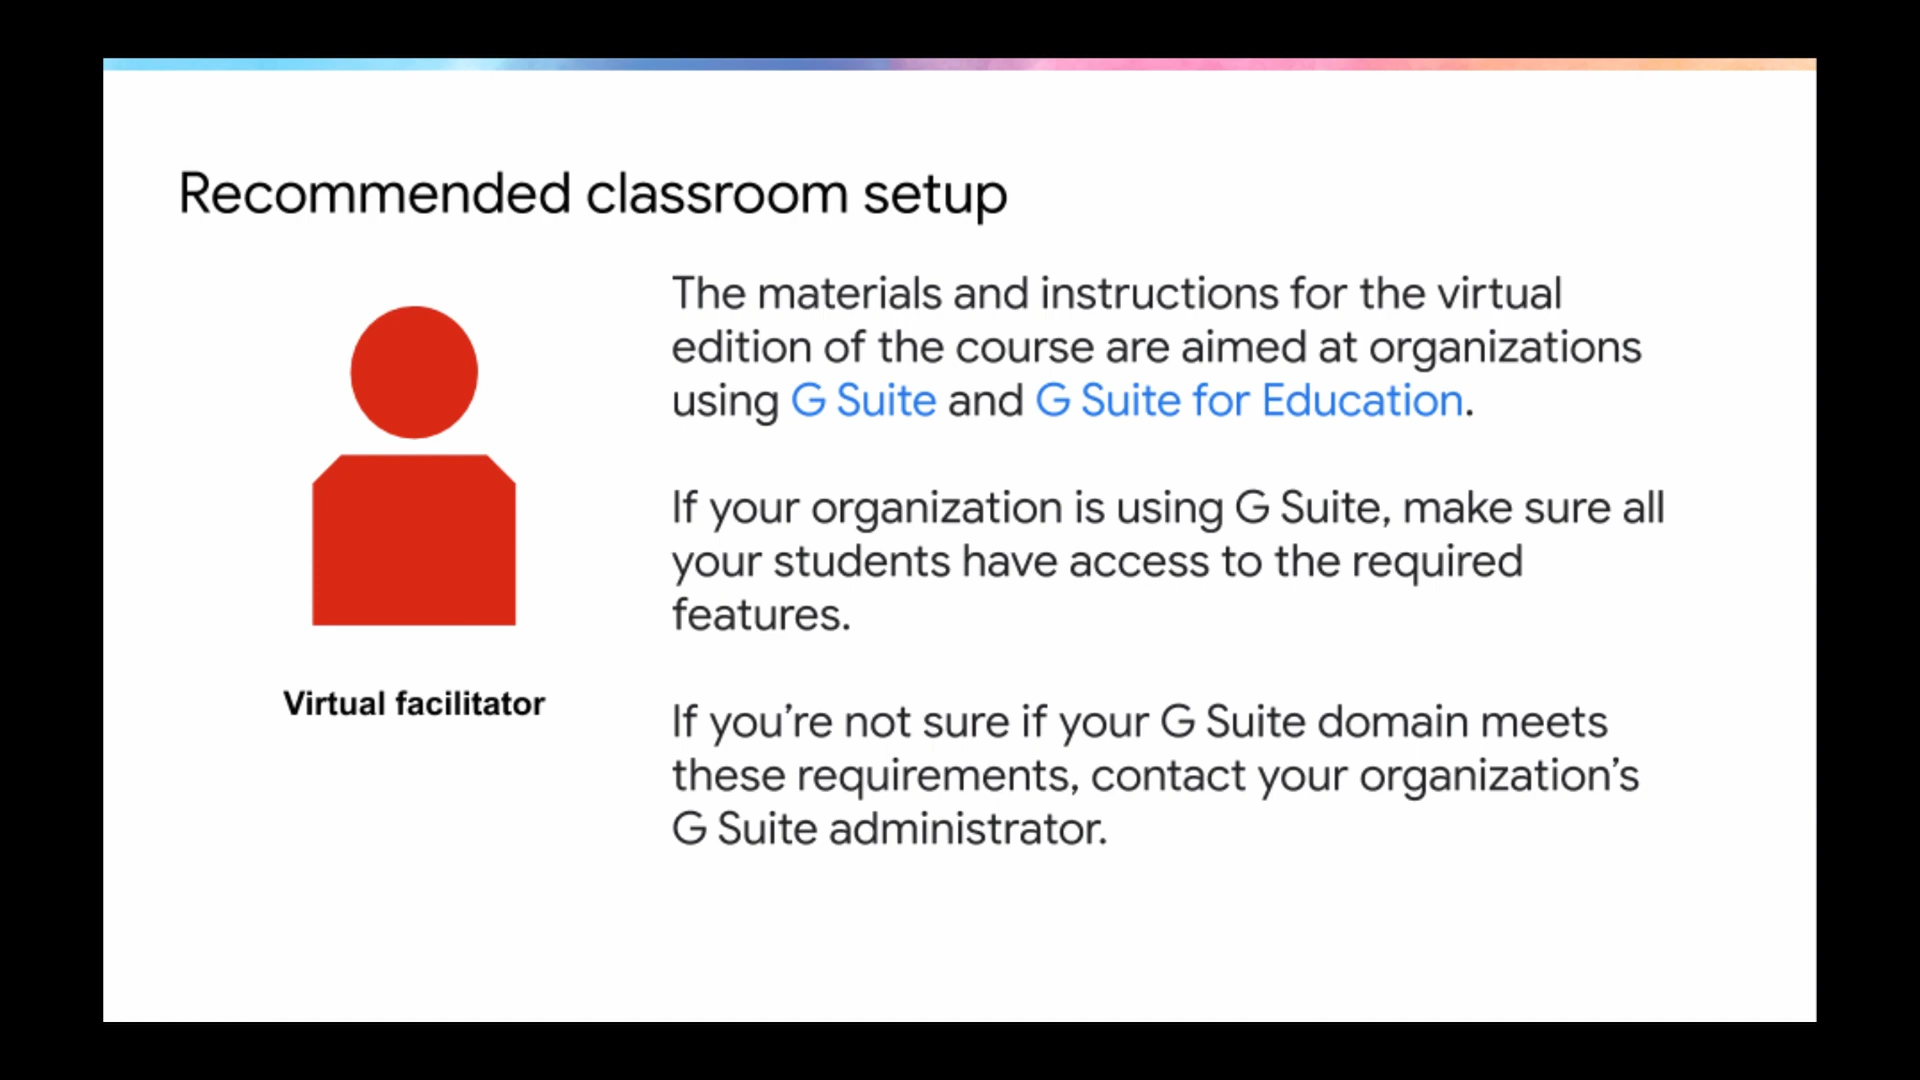 Recommended classroom setup
The materials and instructions for the virtual
edition of the course are aimed at organizations
using G Suite and G Suite for Education.
If your organization is using G Suite, make sure all
your students have access to the required
features.
If you’re not sure if your G Suite domain meets
these requirements, contact your organization’s
G Suite administrator.
Virtual facilitator